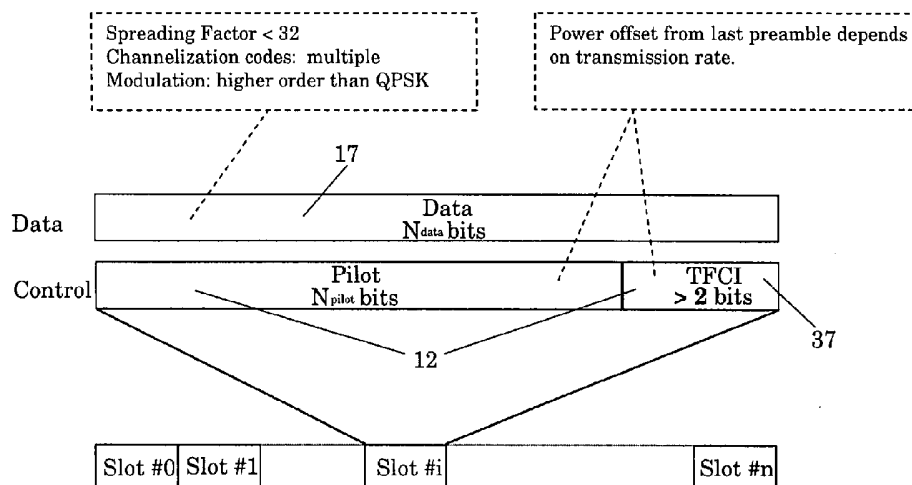 Spreading Factor < 32
Channelization codes: multiple
Modulation: higher order than QPSK
Power offset from last preamble depends
on transmission rate.
17
Data
Data
Ndata bits
Control
Pilot
Npilot bits
TFCI
> 2 bits
12
37
Slot #0
Slot #1
Slot #i
Slot #n